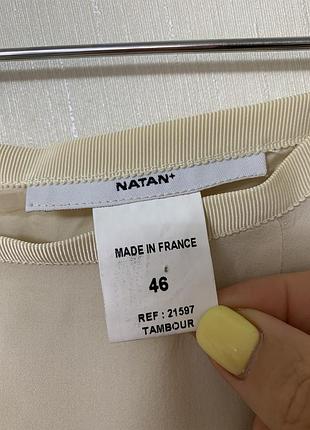 NATAN+
MADE IN FRANCE
46
REF : 21597
TAMBOUR